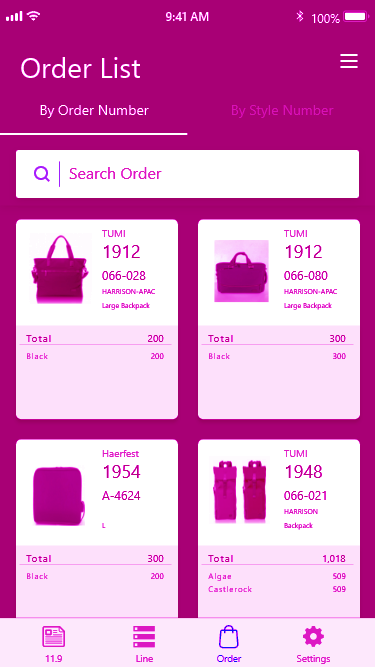 9:41 AM
100%
Order List
By Order Number
By Style Number
Search Order
TUMI
1912
066-028
HARRISON-APAC
Large Backpack
Total 200
Black 200
TUMI
1912
066-080
HARRISON-APAC
Large Backpack
Total 300
Black 300
Haerfest
1954
A-4624
L
Total 300
Black 200
TUMI
1948
066-021
HARRISON
Backpack
Total 1,018
Algae 509
Castlerock 509
11.9
Line
Order
Settings